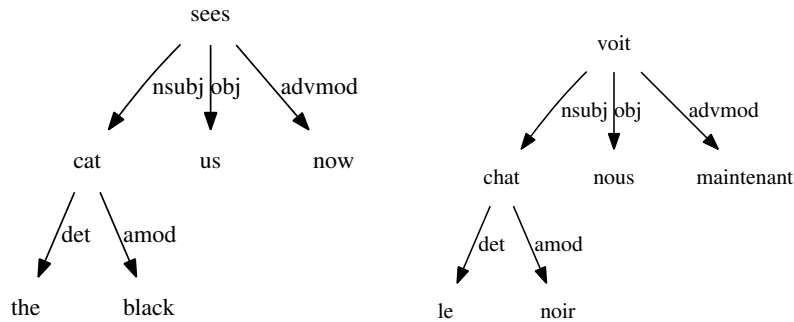 sees
nsubj obj advmod
cat us now
det amod
the black
voit
nsubj obj advmod
chat nous maintenant
det amod
le noir